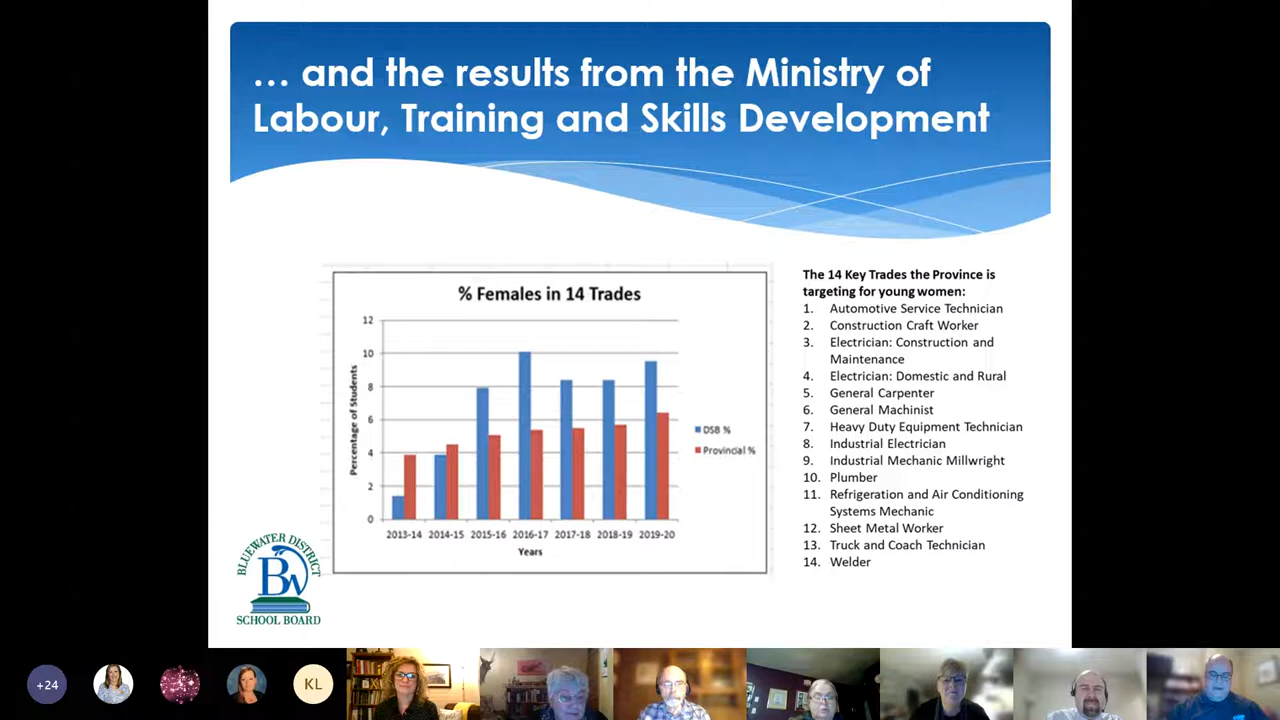 … and the results from the Ministry of
Labour, Training and Skills Development
% Females in 14 Trades
12
10
8
6
4
2
0
Percentage of Students
2013-14 2014-15 2015-16 2016-17 2017-18 2018-19 2019-20
Years
DSB %
Provincial %
The 14 Key Trades the Province is
targeting for young women:
1. Automotive Service Technician
2. Construction Craft Worker
3. Electrician: Construction and
Maintenance
4. Electrician: Domestic and Rural
5. General Carpenter
6. General Machinist
7. Heavy Duty Equipment Technician
8. Industrial Electrician
9. Industrial Mechanic Millwright
10. Plumber
11. Refrigeration and Air Conditioning
Systems Mechanic
12. Sheet Metal Worker
13. Truck and Coach Technician
14. Welder
BLUEWATER DISTRICT
BW
SCHOOL BOARD
+24
KL